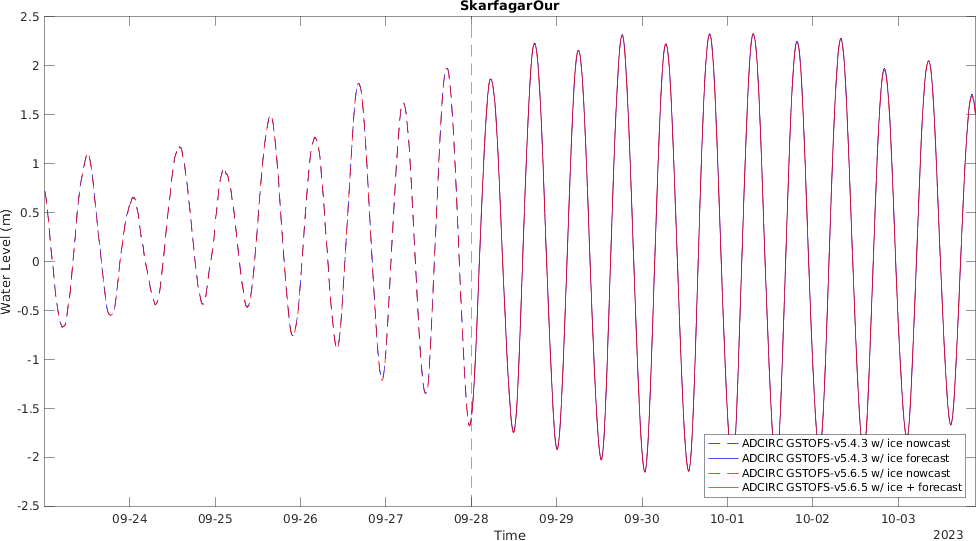 SkarfagarOur
2.5
2
1.5
1
0.5
0
-0.5
-1
-1.5
-2
-2.5
Water Level (m)
ADCIRC GSTOFS-v5.4.3 w/ ice nowcast
ADCIRC GSTOFS-v5.4.3 w/ ice forecast
ADCIRC GSTOFS-v5.6.5 w/ ice nowcast
ADCIRC GSTOFS-v5.6.5 w/ ice + forecast
09-24 09-25 09-26 09-27 09-28 09-29 09-30 10-01 10-02 10-03
Time
2023